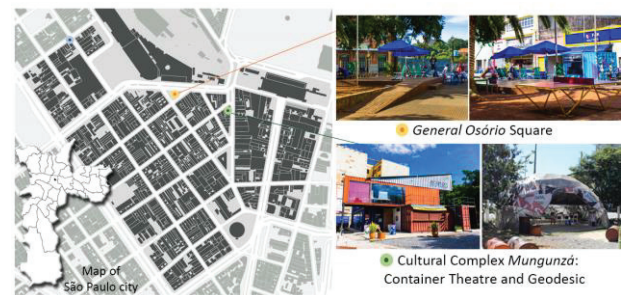 General Osório Square
Cultural Complex Mungunzá:
Container Theatre and Geodesic
Map of
São Paulo city